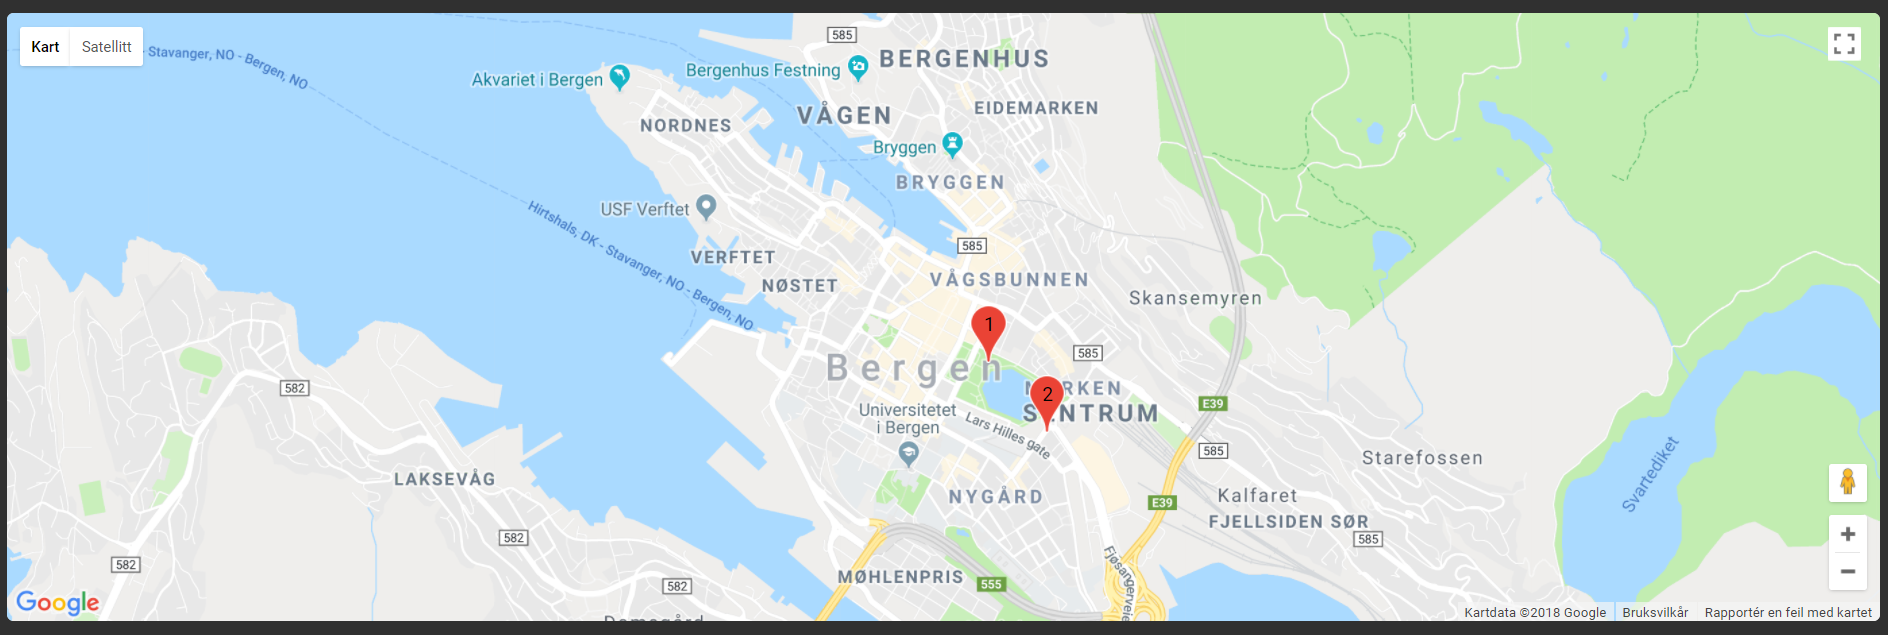 Kart Satellitt
Stavanger, NO - Bergen, NO
585
BERGENHUS
Bergenhus Festning
Akvariet i Bergen
VÅGEN
EIDEMARKEN
NORDNES
Bryggen
BRYGGEN
USF Verftet
Hirtshals, DK - Stavanger, NO - Bergen, NO
585
VERFTET
NØSTET
VÅGSBUNNEN
Skansemyren
1
585
Bergen
582
2
SENTRUM
E39
Universitetet
i Bergen
Lars Hilles gate
585
Starefossen
Svartediket
LAKSEVÅG
NYGÅRD
E39
Kalfaret
FJELLSIDEN SØR
582
585
582
MØHLENPRIS
555
582
Fjøsangerveie
Google
Kartdata ©2018 Google Bruksvilkår Rapportér en feil med kartet